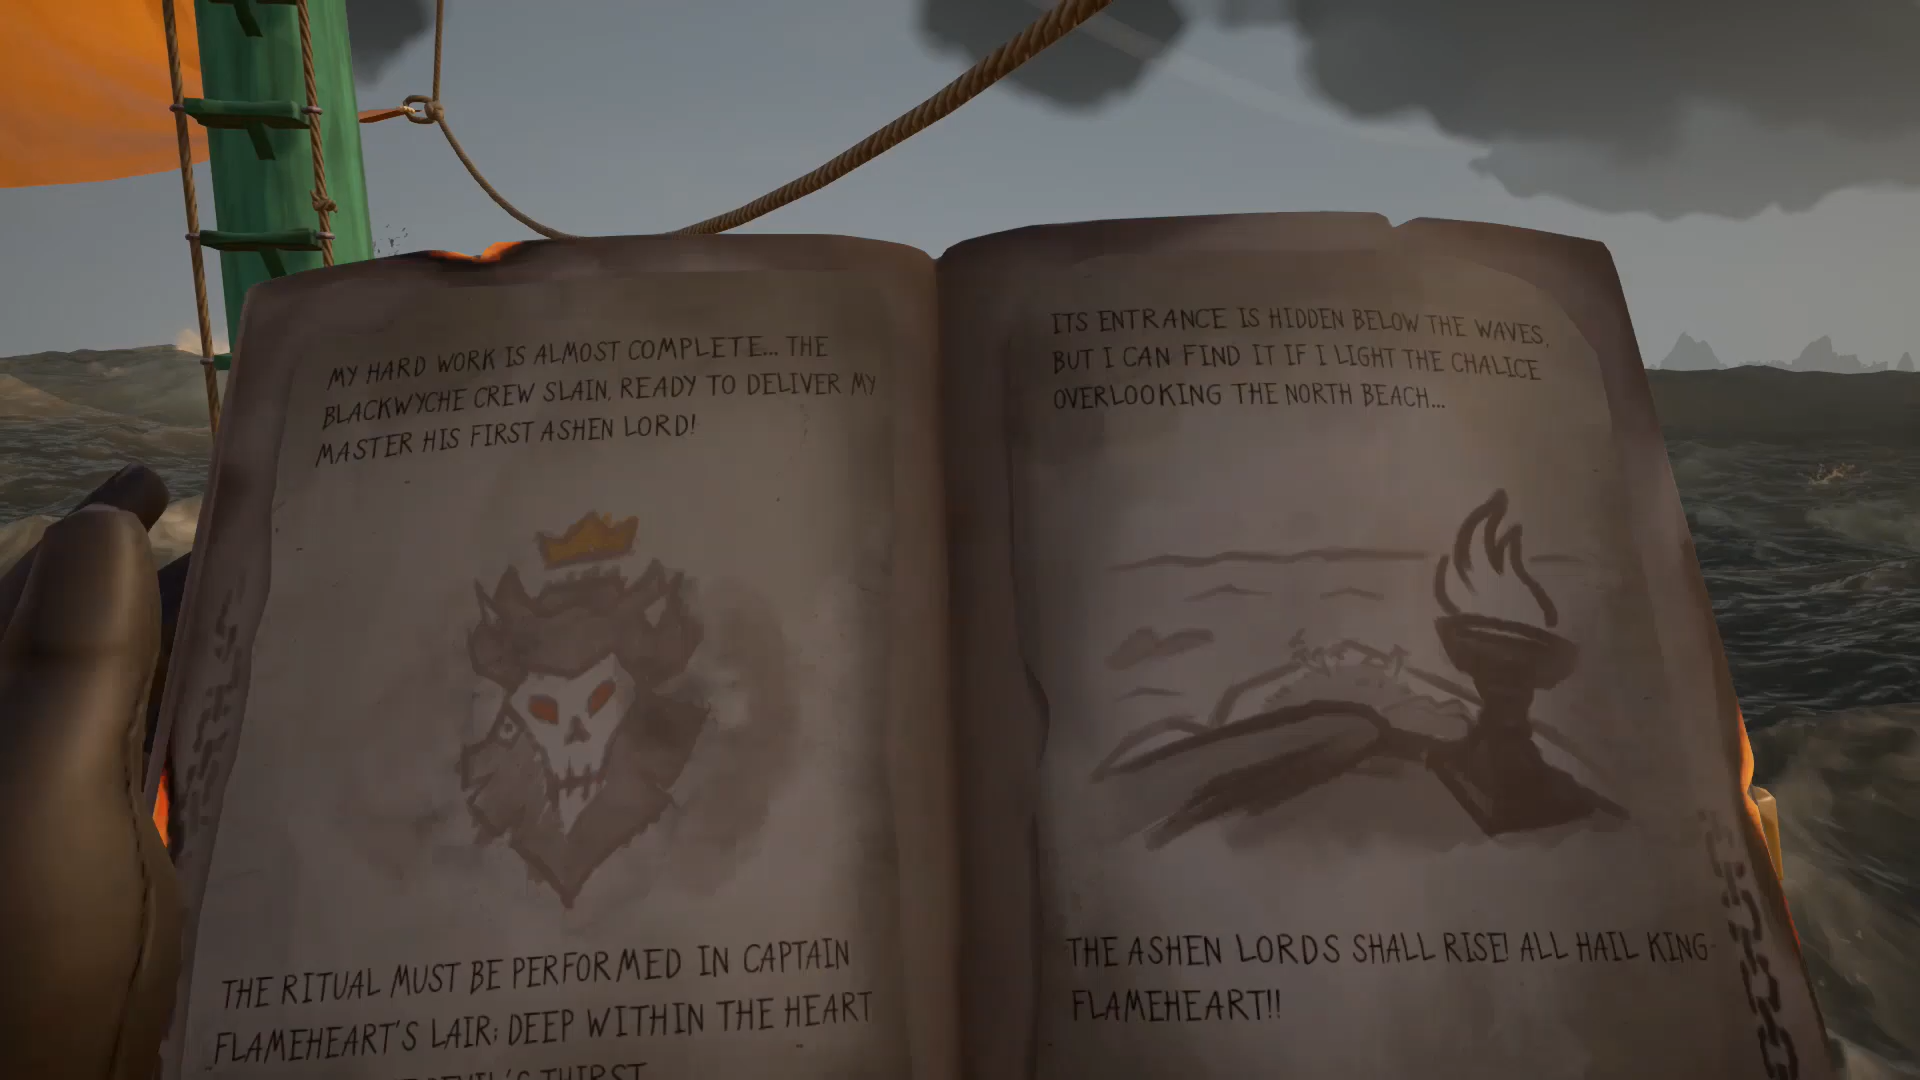 MY HARD WORK IS ALMOST COMPLETE... THE
BLACKWYCHE CREW SLAIN, READY TO DELIVER MY
MASTER HIS FIRST ASHEN LORD!
THE RITUAL MUST BE PERFORMED IN CAPTAIN
FLAMEHEART'S LAIR; DEEP WITHIN THE HEART
DEVIL'S THIRST
ITS ENTRANCE IS HIDDEN BELOW THE WAVES,
BUT I CAN FIND IT IF I LIGHT THE CHALICE
OVERLOOKING THE NORTH BEACH...
THE ASHEN LORDS SHALL RISE! ALL HAIL KING
FLAMEHEART!!